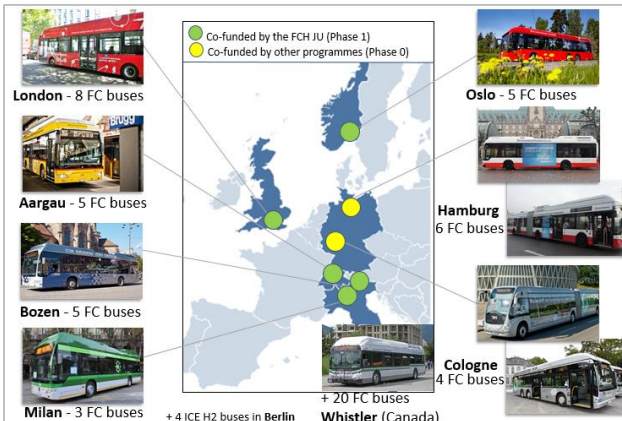 Co-funded by the FCH JU (Phase 1)
Co-funded by other programmes (Phase 0)
London - 8 FC buses
Oslo - 5 FC buses
Brugg
Aargau - 5 FC buses
Hamburg
6 FC buses
Bozen - 5 FC buses
Cologne
4 FC buses
Milan - 3 FC buses
+ 4 ICE H2 buses in Berlin
+ 20 FC buses
Whistler (Canada)